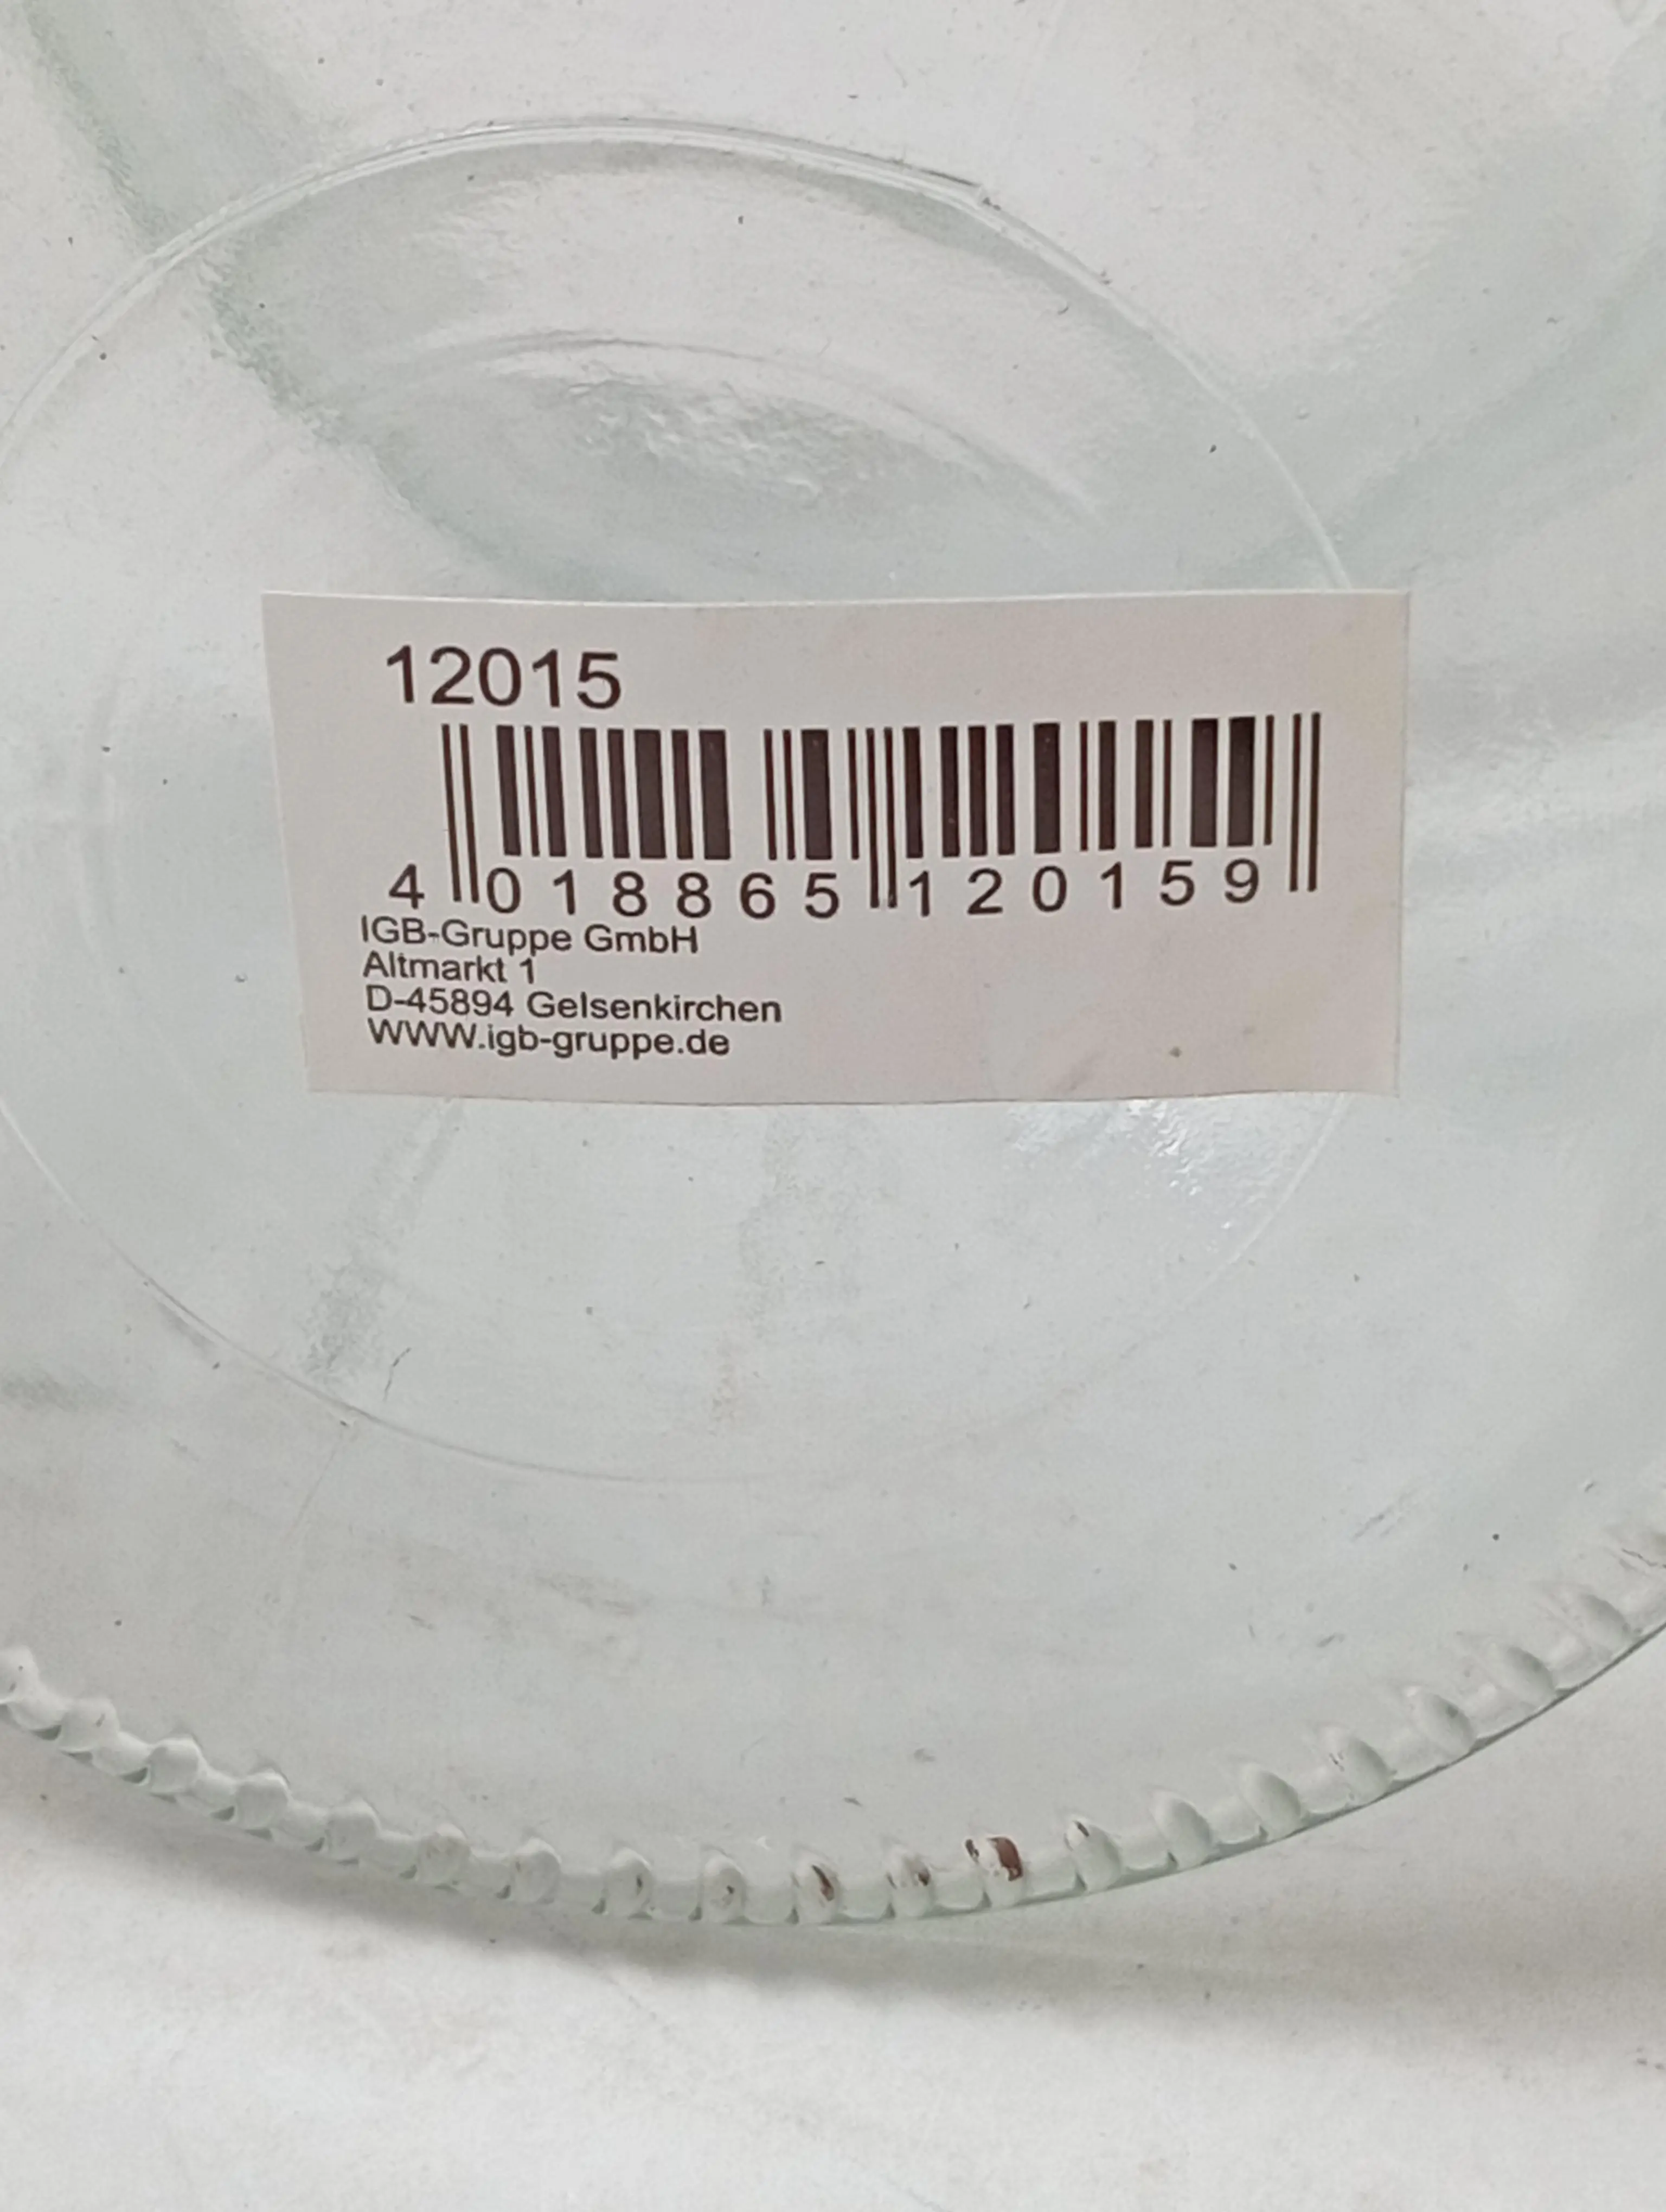 12015
4 018865 120159
IGB-Gruppe GmbH
Altmarkt 1
D-45894 Gelsenkirchen
WWW.igb-gruppe.de